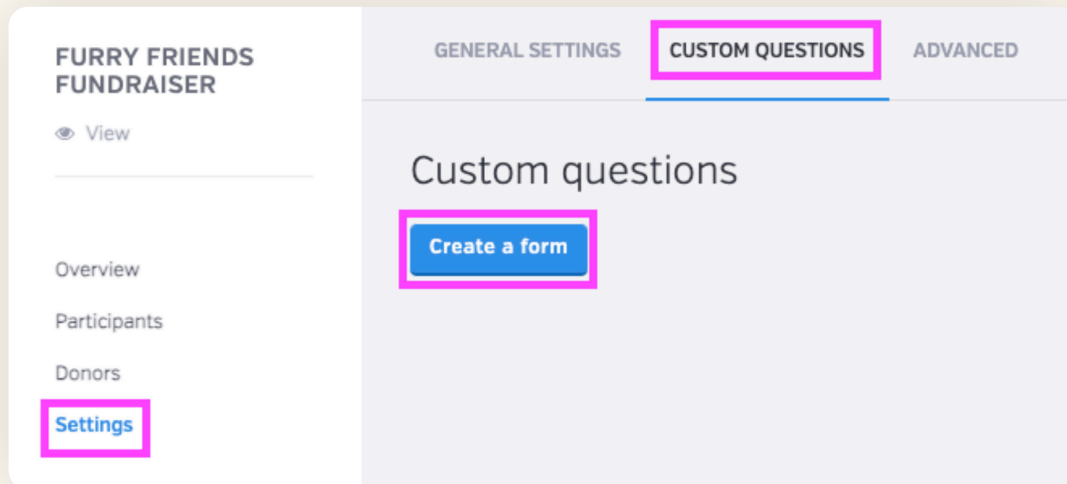 FURRY FRIENDS
FUNDRAISER
View
Overview
Participants
Donors
Settings
GENERAL SETTINGS
CUSTOM QUESTIONS
ADVANCED
Custom questions
Create a form